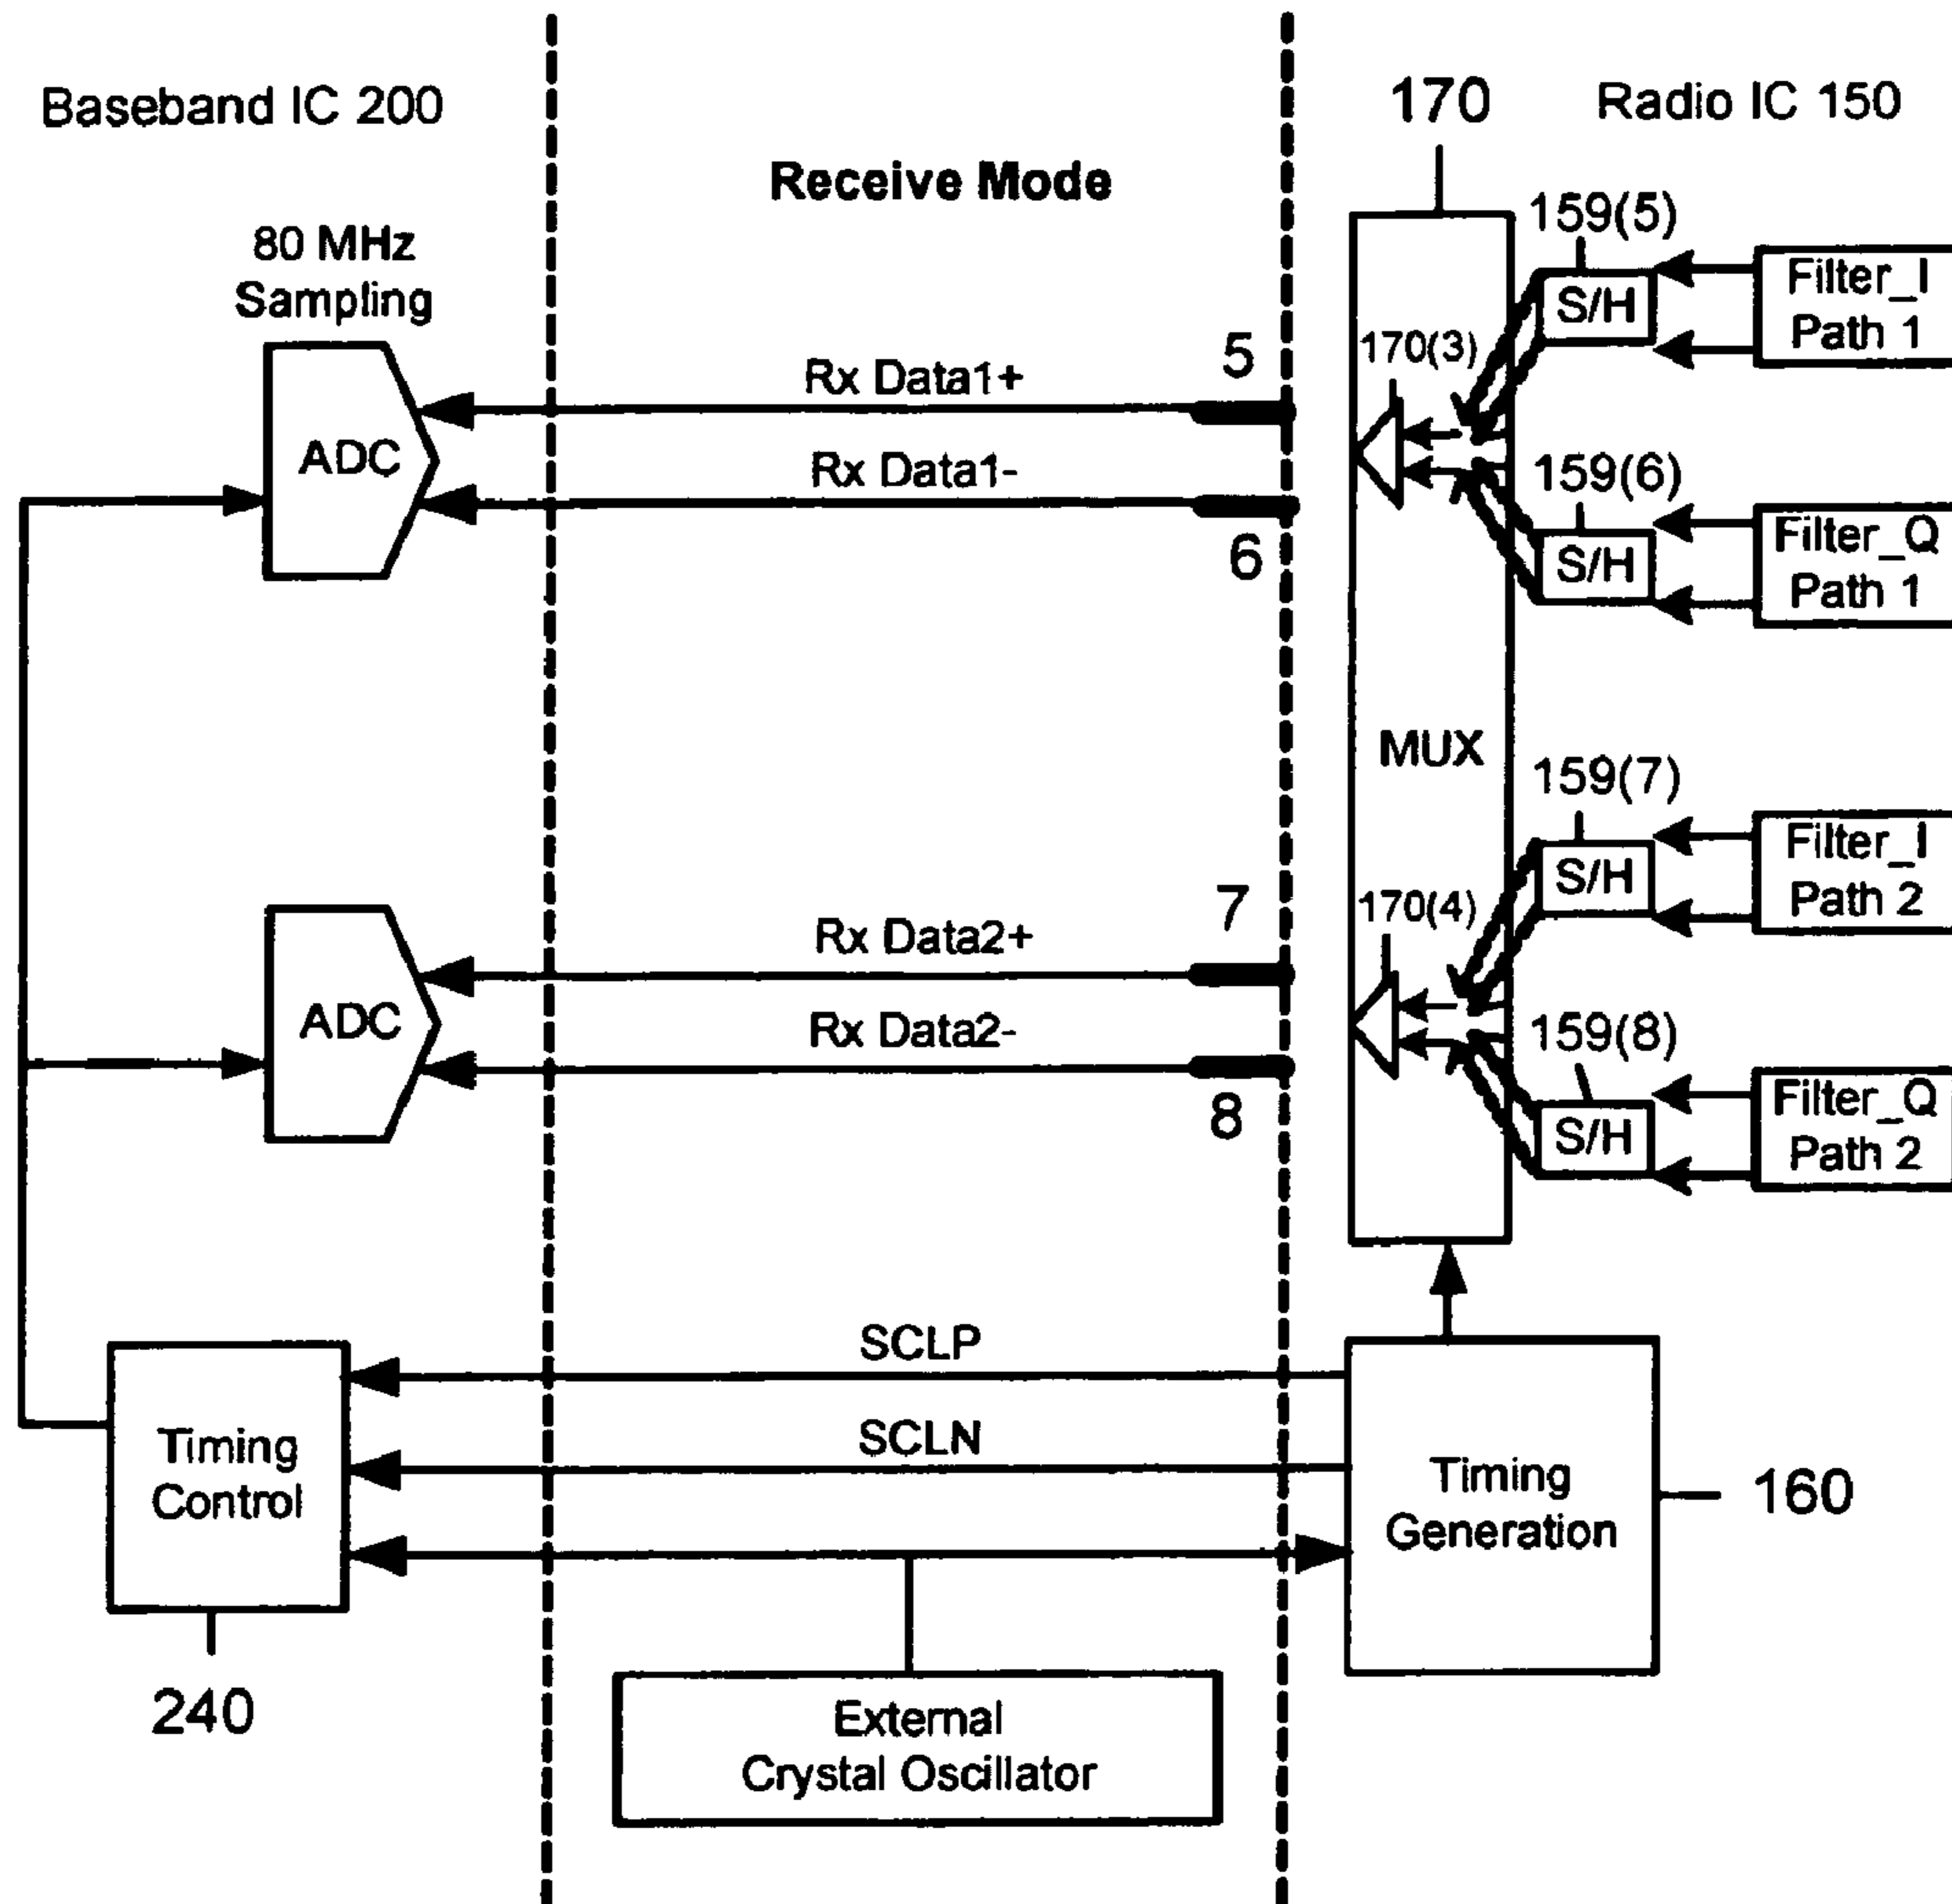 Baseband IC 200
170
Radio IC 150
Receive Mode
80 MHz
Sampling
159(5)
Filter_I
Path 1
S/H
170(3)
5
Rx Data1+
ADC
Rx Data1-
6
159(6)
Filter_Q
Path 1
S/H
MUX
159(7)
Filter_I
Path 2
S/H
170(4)
7
Rx Data2+
ADC
Rx Data2-
8
159(8)
Filter_Q
Path 2
S/H
SCLP
SCLN
Timing
Control
Timing
Generation
160
240
External
Crystal Oscillator